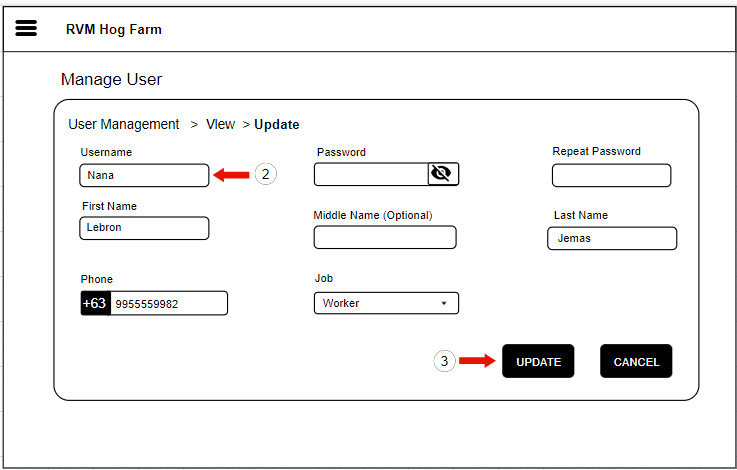 RVM Hog Farm
Manage User
User Management > VIew > Update
Username
Nana
2
Password
Repeat Password
First Name
Lebron
Middle Name (Optional)
Last Name
Jemas
Phone
+63 9955559982
Job
Worker
3
UPDATE
CANCEL